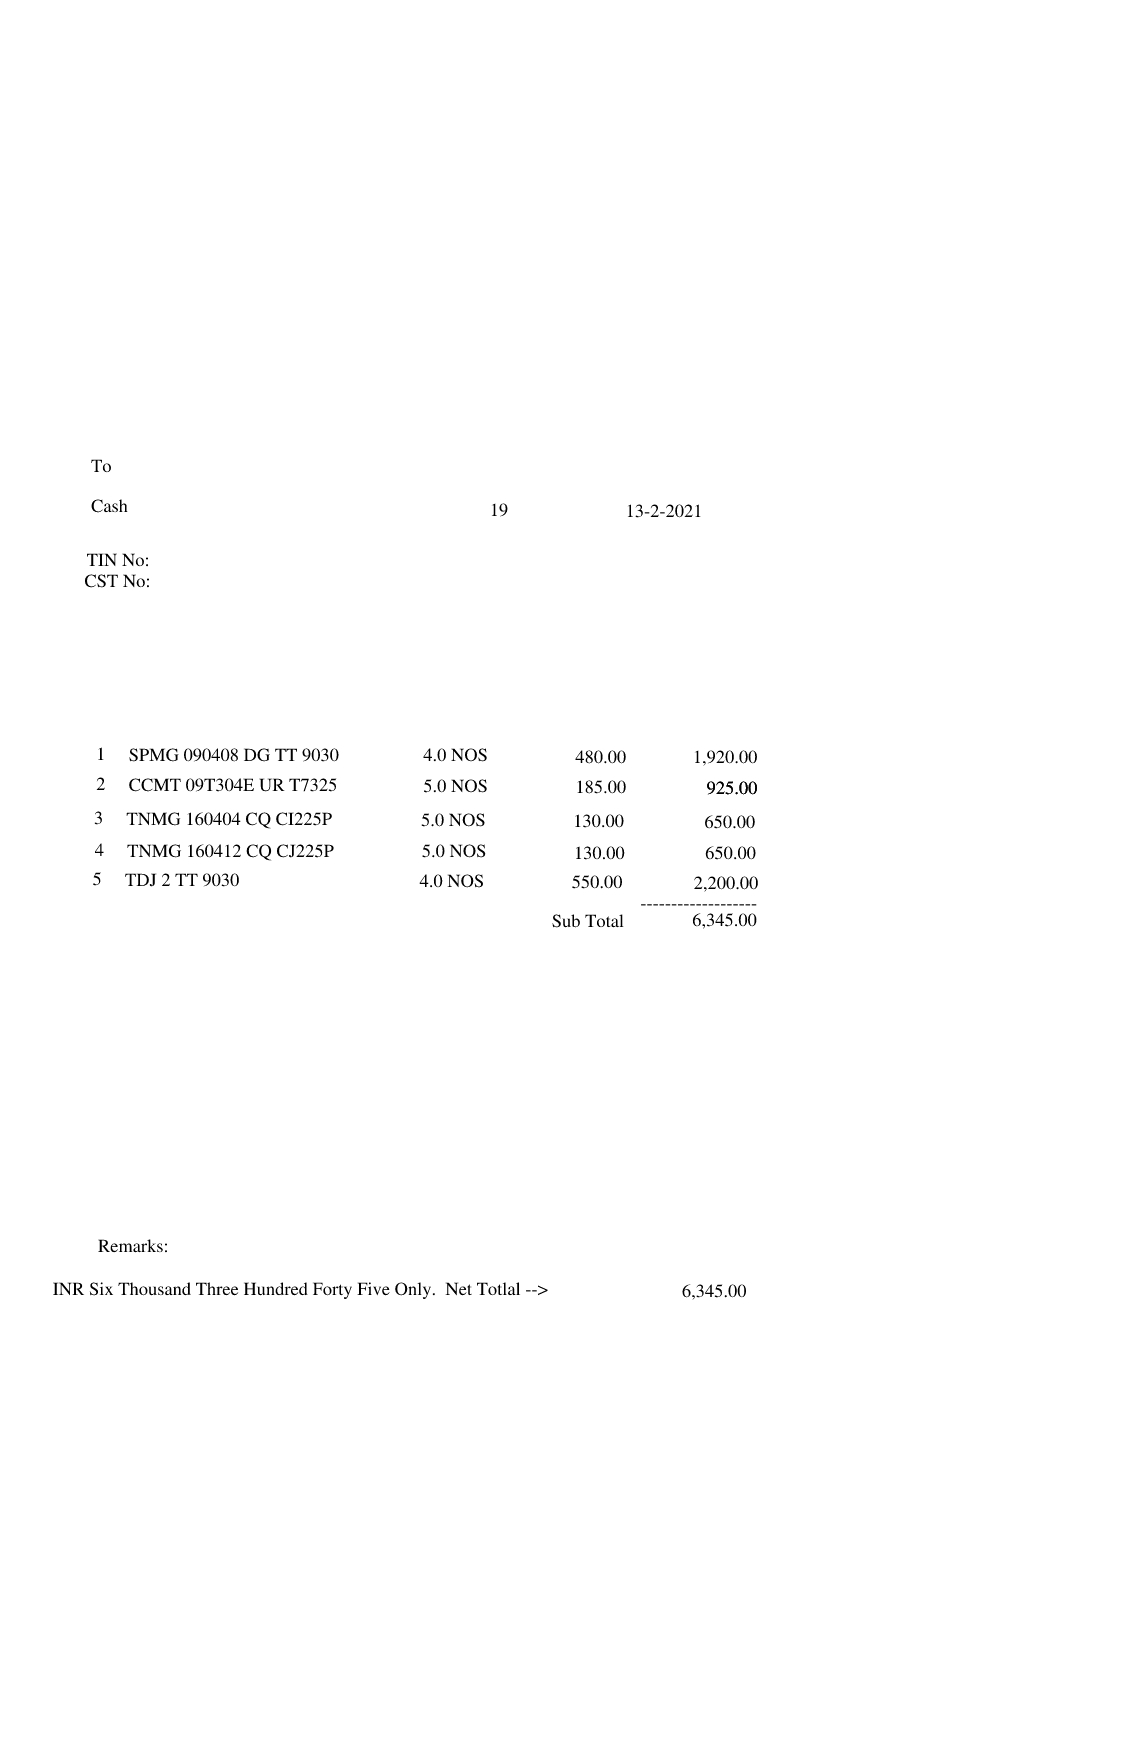 To
Cash 19 13-2-2021
TIN No:
CST No:
1 SPMG 090408 DG TT 9030 4.0 NOS 480.00 1,920.00
2 CCMT 09T304E UR T7325 5.0 NOS 185.00 925.00
3 TNMG 160404 CQ CI225P 5.0 NOS 130.00 650.00
4 TNMG 160412 CQ CJ225P 5.0 NOS 130.00 650.00
5 TDJ 2 TT 9030 4.0 NOS 550.00 2,200.00
-------------------
Sub Total 6,345.00
Remarks:
INR Six Thousand Three Hundred Forty Five Only. Net Totlal --> 6,345.00